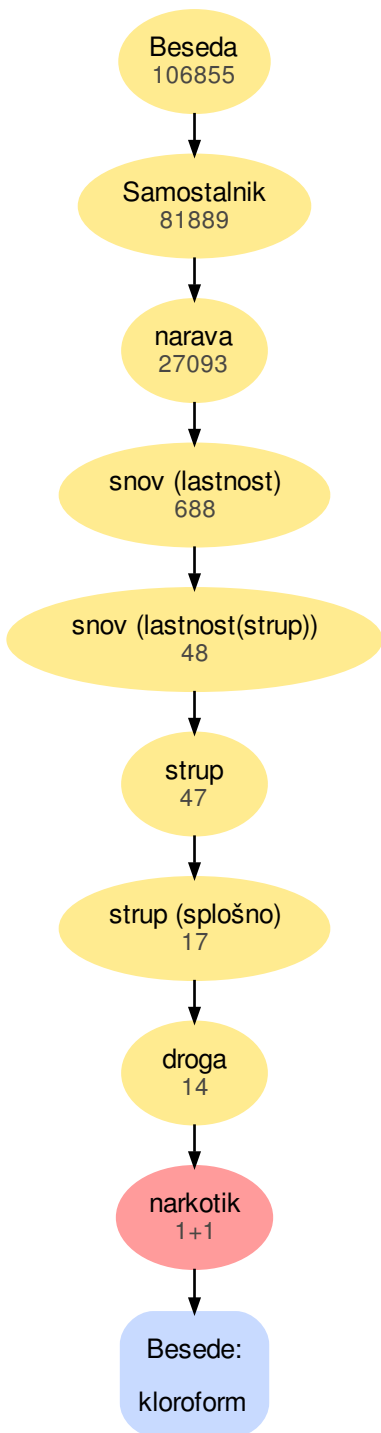 Beseda
106855
Samostalnik
81889
narava
27093
snov (lastnost)
688
snov (lastnost(strup))
48
strup
47
strup (splošno)
17
droga
14
narkotik
1+1
Besede:
kloroform